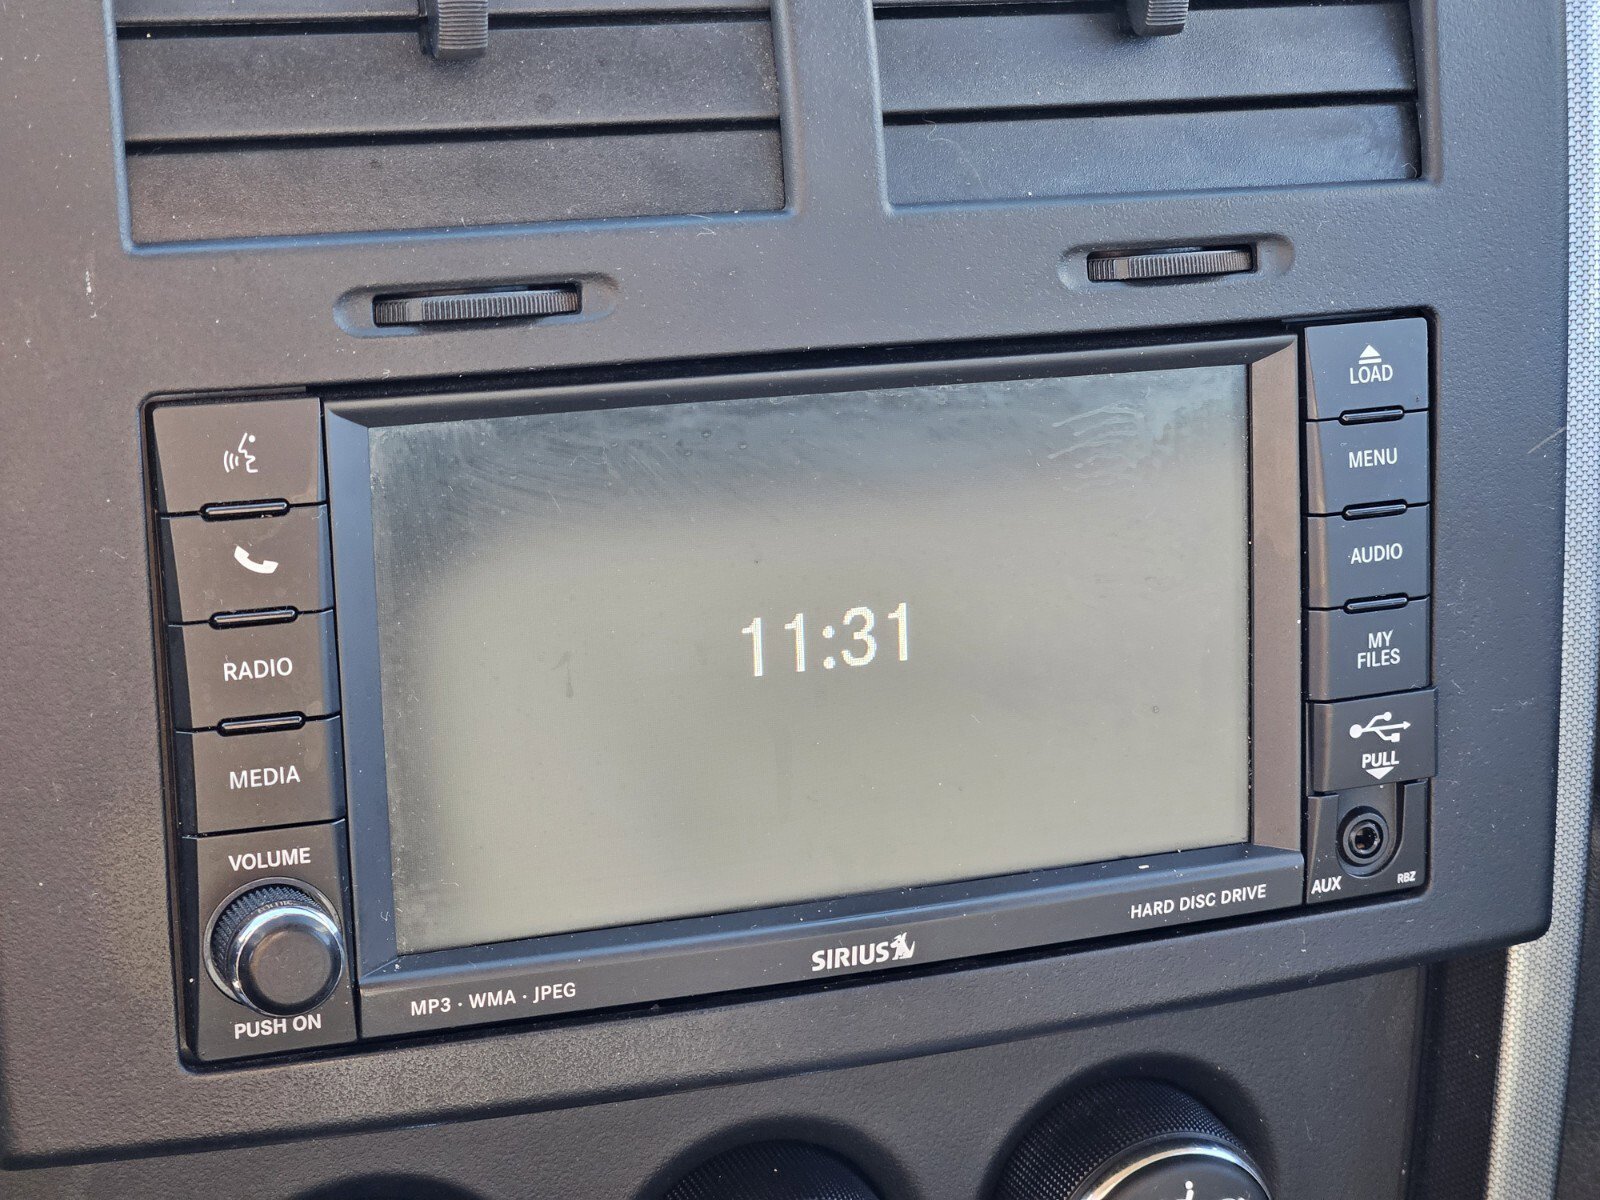 LOAD
MENU
AUDIO
MY
FILES
PULL
AUX
RBZ
RADIO
MEDIA
VOLUME
PUSH ON
11:31
HARD DISC DRIVE
SIRIUS
MP3 · WMA · JPEG